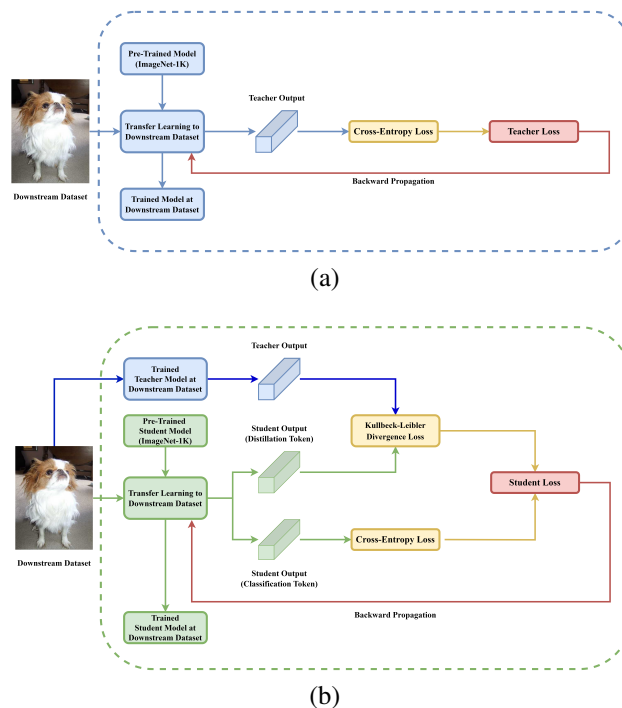 Pre-Trained Model
(ImageNet-1K)
Teacher Output
Transfer Learning to
Downstream Dataset
Cross-Entropy Loss
Teacher Loss
Backward Propagation
Downstream Dataset
Trained Model at
Downstream Dataset
(a)
Teacher Output
Trained
Teacher Model at
Downstream Dataset
Pre-Trained
Student Model
(ImageNet-1K)
Student Output
(Distillation Token)
Kullbeck-Leibler
Divergence Loss
Transfer Learning to
Downstream Dataset
Student Loss
Cross-Entropy Loss
Downstream Dataset
Student Output
(Classification Token)
Backward Propagation
Trained
Student Model at
Downstream Dataset
(b)